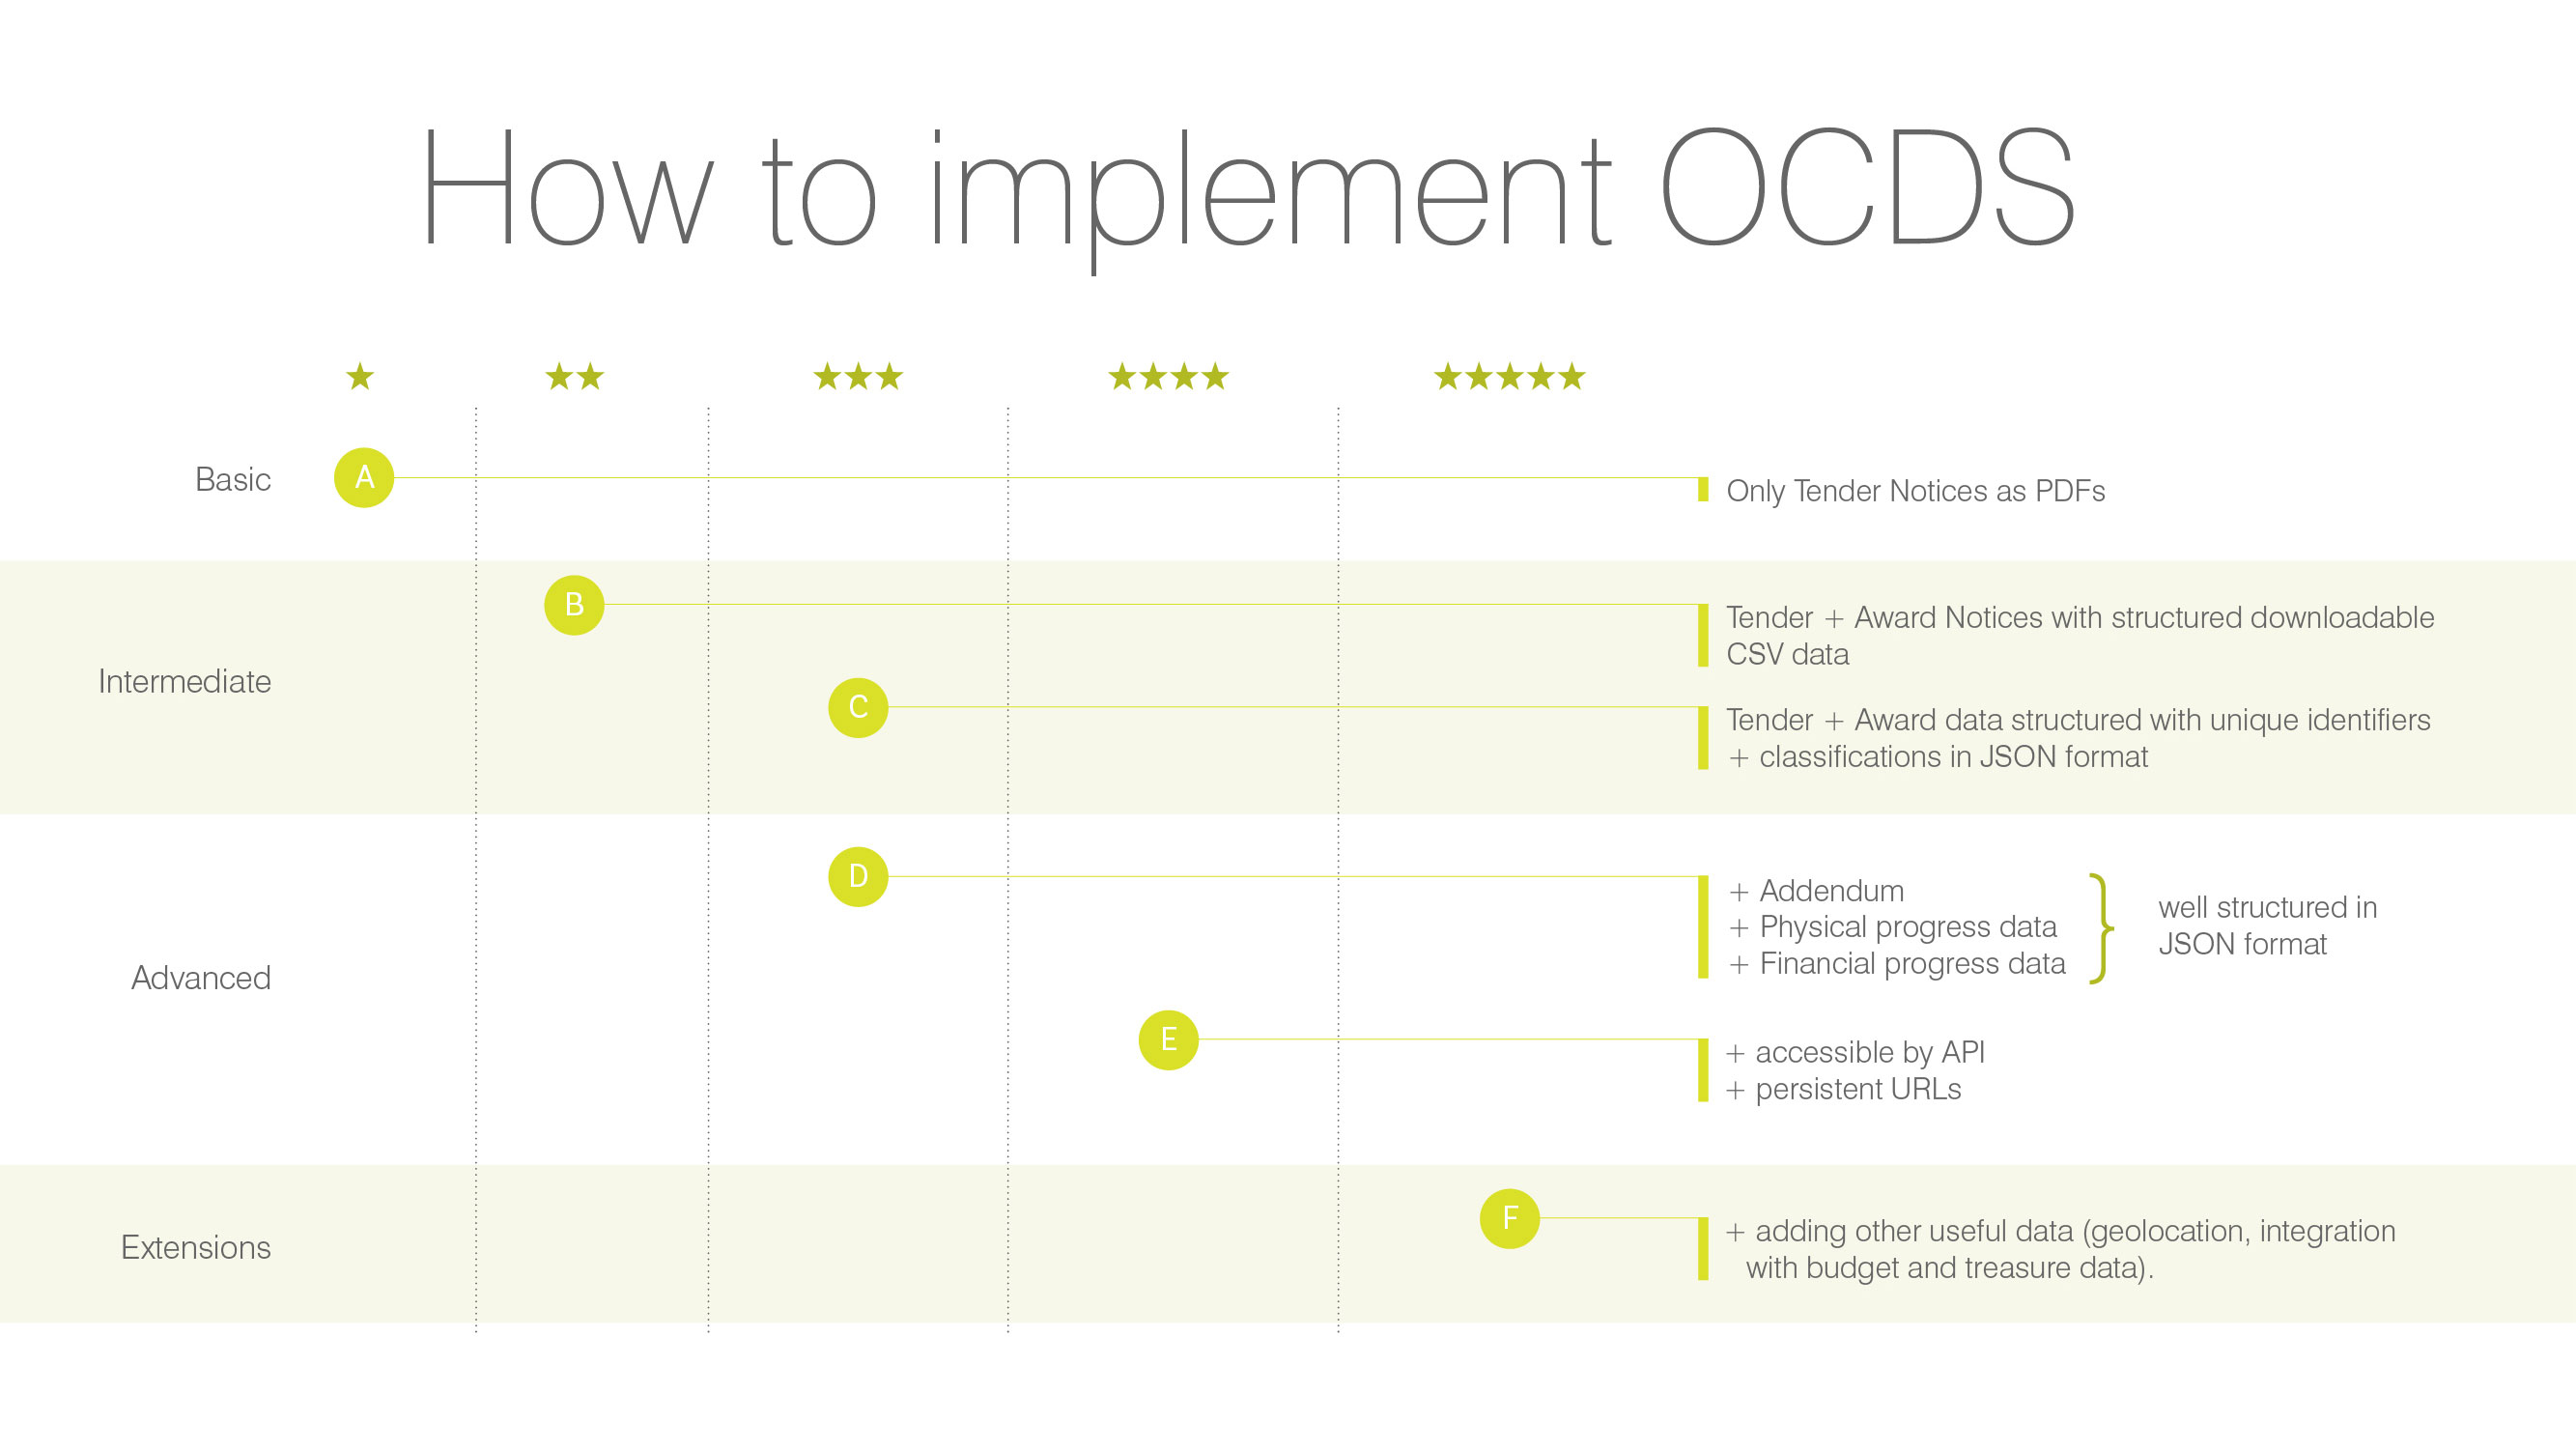 How to implement OCDS
Basic
A
Only Tender Notices as PDFs
Intermediate
B
Tender + Award Notices with structured downloadable
CSV data
C
Tender + Award data structured with unique identifiers
+ classifications in JSON format
Advanced
D
+ Addendum
+ Physical progress data
+ Financial progress data
well structured in
JSON format
E
+ accessible by API
+ persistent URLs
Extensions
F
+ adding other useful data (geolocation, integration
with budget and treasure data).